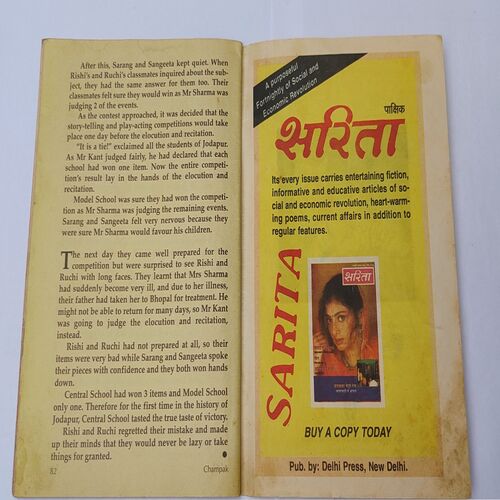 After this, Sarang and Sangeeta kept quiet. When
Rishi's and Ruchi's classmates inquired about the sub-
ject, they had the same answer for them too. Their
classmates felt sure they would win as Mr Sharma was
judging 2 of the events.
As the contest approached, it was decided that the
story-telling and play-acting competitions would take
place one day before the elocution and recitation.
"It is a tie!" exclaimed all the students of Jodapur.
As Mr Kant judged fairly, he had declared that each
school had won one item. Now the entire competi-
tion's result lay in the hands of the elocution and
recitation.
Model School was sure they had won the competi-
tion as Mr Sharma was judging the remaining events.
Sarang and Sangeeta felt very nervous because they
were sure Mr Sharma would favour his children.
The next day they came well prepared for the
competition but were surprised to see Rishi and
Ruchi with long faces. They learnt that Mrs Sharma
had suddenly become very ill, and due to her illness,
their father had taken her to Bhopal for treatment. He
might not be able to return for many days, so Mr Kant
was going to judge the elocution and recitation,
instead.
Rishi and Ruchi had not prepared at all, so their
items were very bad while Sarang and Sangeeta spoke
their pieces with confidence and they both won hands
down.
Central School had won 3 items and Model School
only one. Therefore for the first time in the history of
Jodapur, Central School tasted the true taste of victory.
Rishi and Ruchi regretted their mistake and made
up their minds that they would never be lazy or take
things for granted.
82
Champak
A purposeful
Fortnightly of Social and
Economic Revolution
पाक्षिक
सरिता
Its'every issue carries entertaining fiction,
informative and educative articles of so-
cial and economic revolution, heart-warm-
ing poems, current affairs in addition to
regular features.
SARITA
सरिता
BUY A COPY TODAY
Pub. by: Delhi Press, New Delhi.